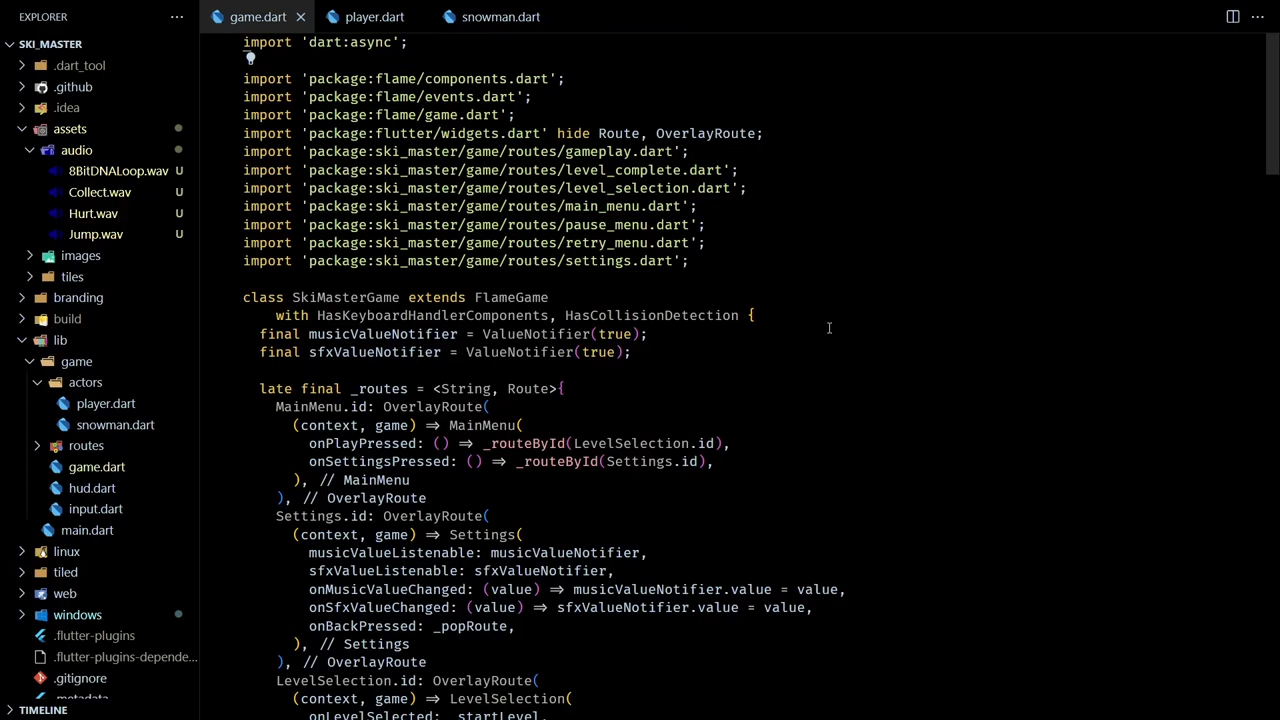 EXPLORER
SKI_MASTER
.dart_tool
.github
.idea
assets
audio
8BitDNALoop.wav U
Collect.wav U
Hurt.wav U
Jump.wav U
images
tiles
branding
build
lib
game
actors
player.dart
snowman.dart
routes
game.dart
hud.dart
input.dart
main.dart
linux
tiled
web
windows
.flutter-plugins
.flutter-plugins-depende...
.gitignore
.metadata
TIMELINE
game.dart
player.dart
snowman.dart
import 'dart:async';
import 'package:flame/components.dart';
import 'package:flame/events.dart';
import 'package:flame/game.dart';
import 'package:flutter/widgets.dart' hide Route, OverlayRoute;
import 'package:ski_master/game/routes/gameplay.dart';
import 'package:ski_master/game/routes/level_complete.dart';
import 'package:ski_master/game/routes/level_selection.dart';
import 'package:ski_master/game/routes/main_menu.dart';
import 'package:ski_master/game/routes/pause_menu.dart';
import 'package:ski_master/game/routes/retry_menu.dart';
import 'package:ski_master/game/routes/settings.dart';
class SkiMasterGame extends FlameGame
with HasKeyboardHandlerComponents, HasCollisionDetection {
final musicValueNotifier = ValueNotifier(true);
final sfxValueNotifier = ValueNotifier(true);
late final _routes = <String, Route>{
MainMenu.id: OverlayRoute(
(context, game) => MainMenu(
onPlayPressed: () => _routeById(LevelSelection.id),
onSettingsPressed: () => _routeById(Settings.id),
), // MainMenu
), // OverlayRoute
Settings.id: OverlayRoute(
(context, game) => Settings(
musicValueListenable: musicValueNotifier,
sfxValueListenable: sfxValueNotifier,
onMusicValueChanged: (value) => musicValueNotifier.value = value,
onSfxValueChanged: (value) => sfxValueNotifier.value = value,
onBackPressed: _popRoute,
), // Settings
), // OverlayRoute
LevelSelection.id: OverlayRoute(
(context, game) => LevelSelection(
onLevelSelected: _startLevel,